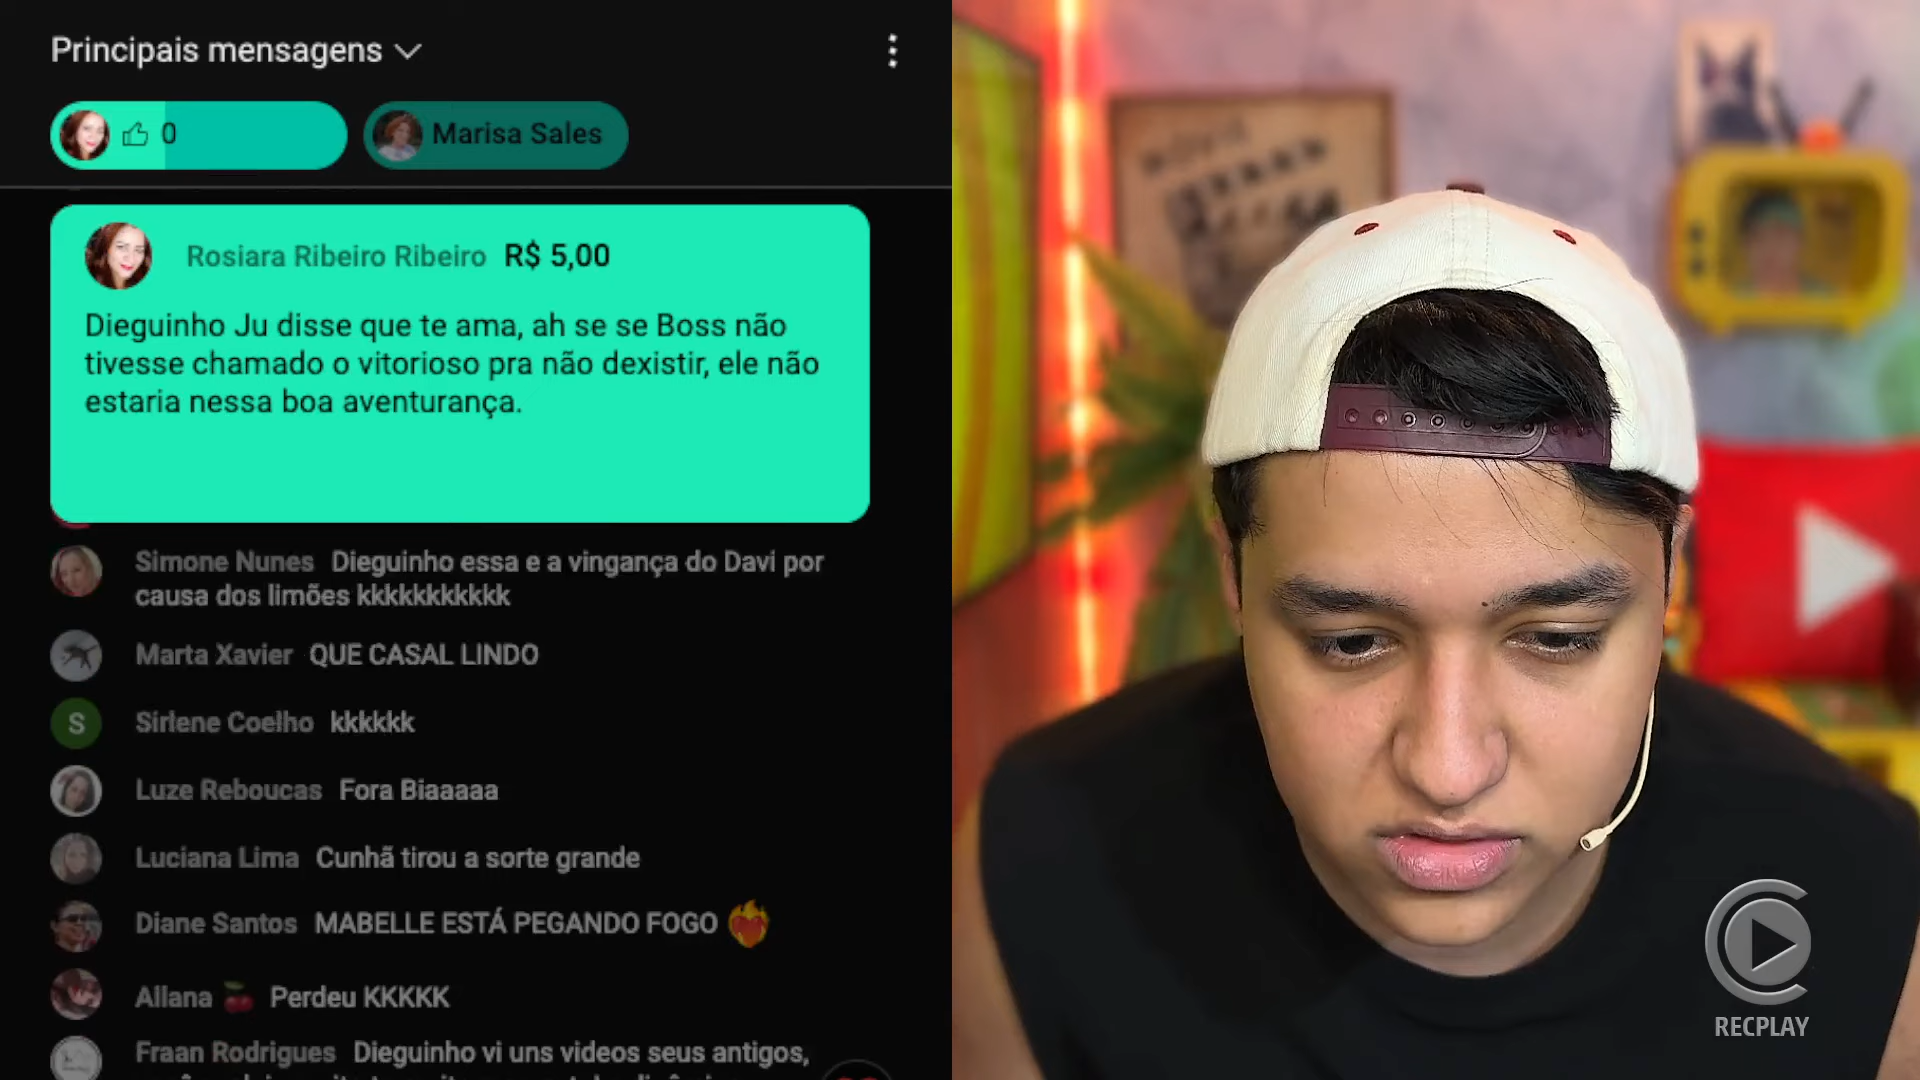 Principais mensagens
0
Marisa Sales
Rosiara Ribeiro Ribeiro R$ 5,00
Dieguinho Ju disse que te ama, ah se se Boss não
tivesse chamado o vitorioso pra não dexistir, ele não
estaria nessa boa aventurança.
Simone Nunes Dieguinho essa e a vingança do Davi por
causa dos limões kkkkkkkkkkk
Marta Xavier QUE CASAL LINDO
S Sirlene Coelho kkkkkk
Luze Reboucas Fora Biaaaaa
Luciana Lima Cunhã tirou a sorte grande
Diane Santos MABELLE ESTÁ PEGANDO FOGO
Ailana Perdeu KKKKK
Fraan Rodrigues Dieguinho vi uns videos seus antigos,
RECPLAY